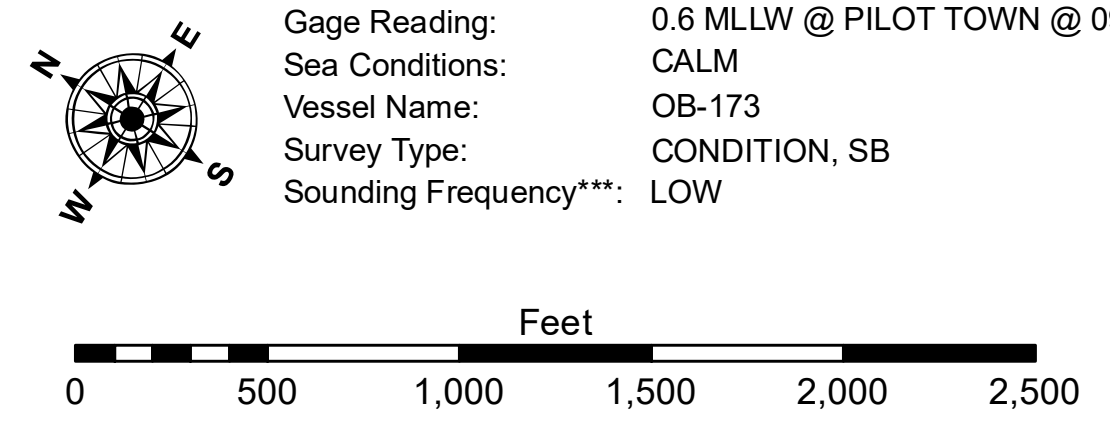 N
E
S
W
Gage Reading: 0.6 MLLW @ PILOT TOWN @
Sea Conditions: CALM
Vessel Name: OB-173
Survey Type: CONDITION, SB
Sounding Frequency***: LOW
Feet
0 500 1,000 1,500 2,000 2,500